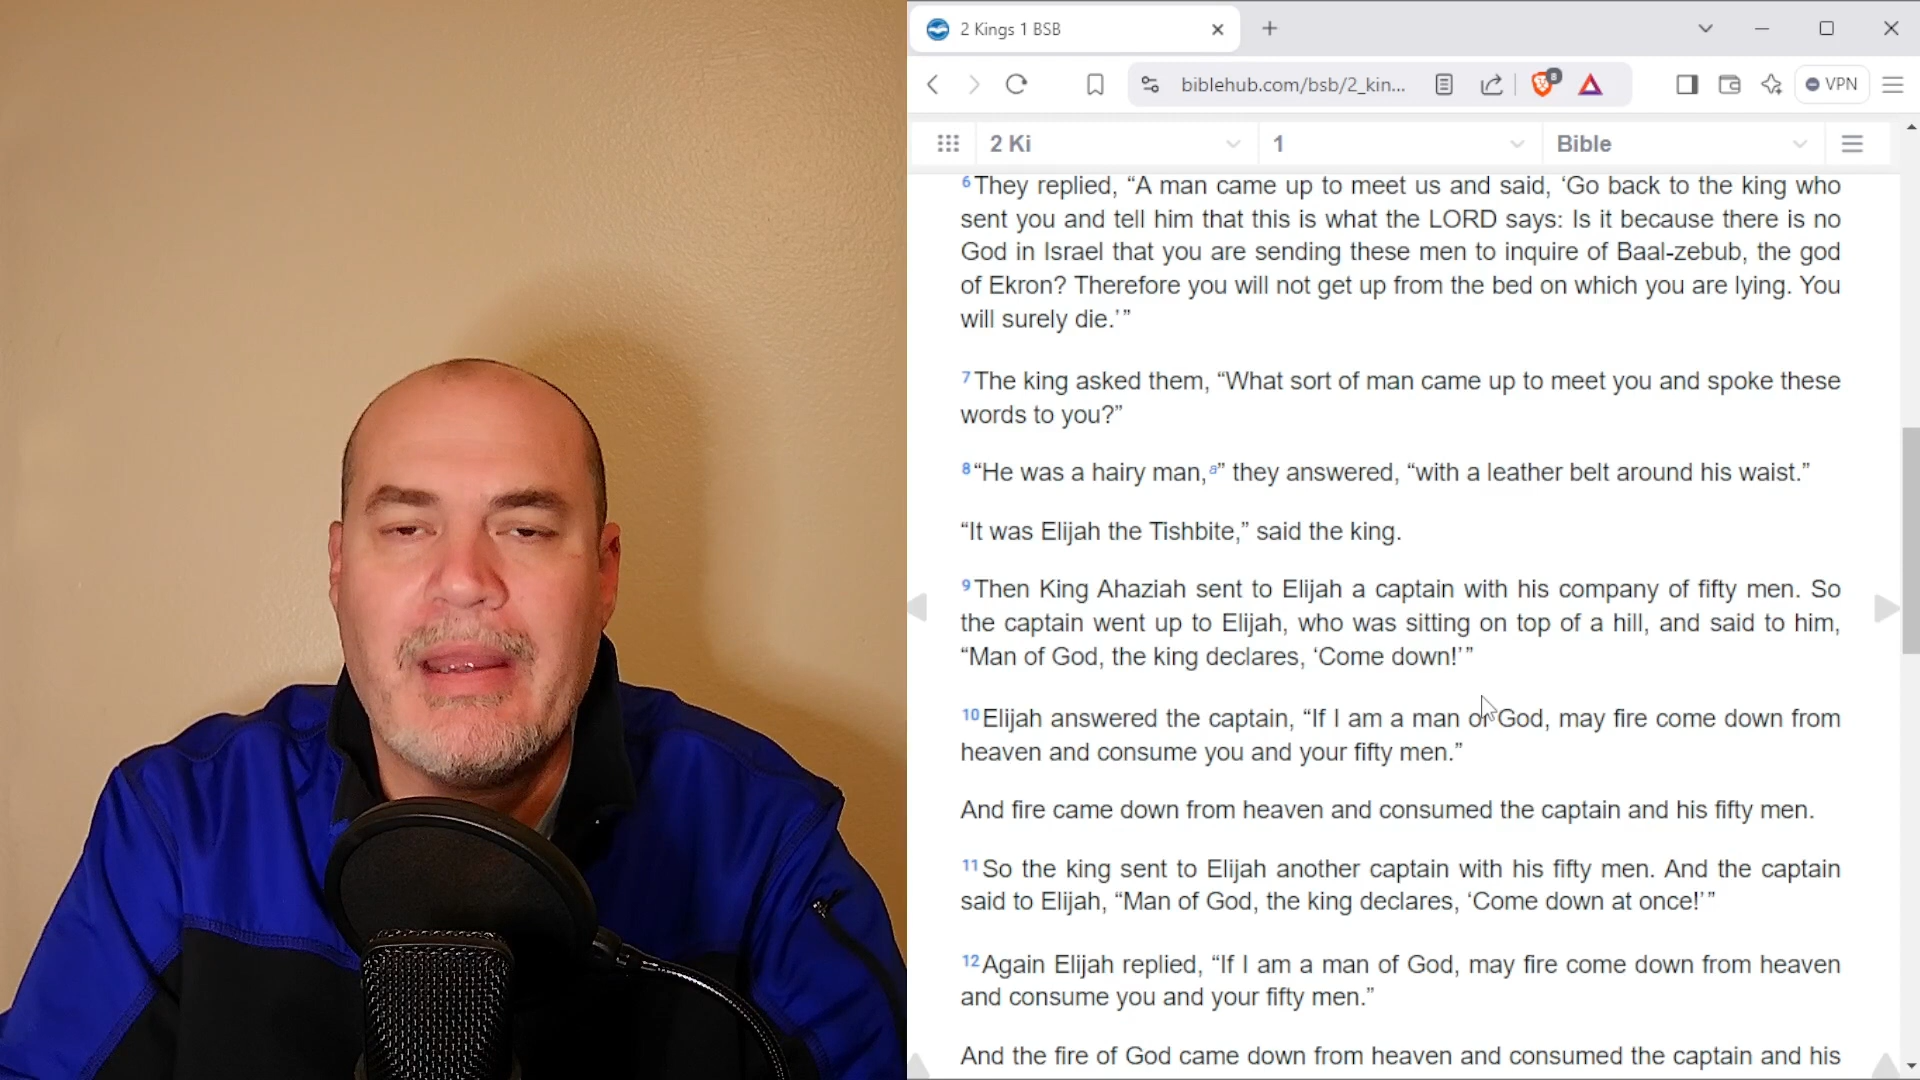 2 Kings 1 BSB
biblehub.com/bsb/2_kin...
8
VPN
2 Ki
1
Bible
6 They replied, “A man came up to meet us and said, ‘Go back to the king who
sent you and tell him that this is what the LORD says: Is it because there is no
God in Israel that you are sending these men to inquire of Baal-zebub, the god
of Ekron? Therefore you will not get up from the bed on which you are lying. You
will surely die.’”
7 The king asked them, “What sort of man came up to meet you and spoke these
words to you?”
8 “He was a hairy man,a” they answered, “with a leather belt around his waist.”
“It was Elijah the Tishbite,” said the king.
9 Then King Ahaziah sent to Elijah a captain with his company of fifty men. So
the captain went up to Elijah, who was sitting on top of a hill, and said to him,
“Man of God, the king declares, ‘Come down!’”
10 Elijah answered the captain, “If I am a man of God, may fire come down from
heaven and consume you and your fifty men.”
And fire came down from heaven and consumed the captain and his fifty men.
11 So the king sent to Elijah another captain with his fifty men. And the captain
said to Elijah, “Man of God, the king declares, ‘Come down at once!’”
12 Again Elijah replied, “If I am a man of God, may fire come down from heaven
and consume you and your fifty men.”
And the fire of God came down from heaven and consumed the captain and his